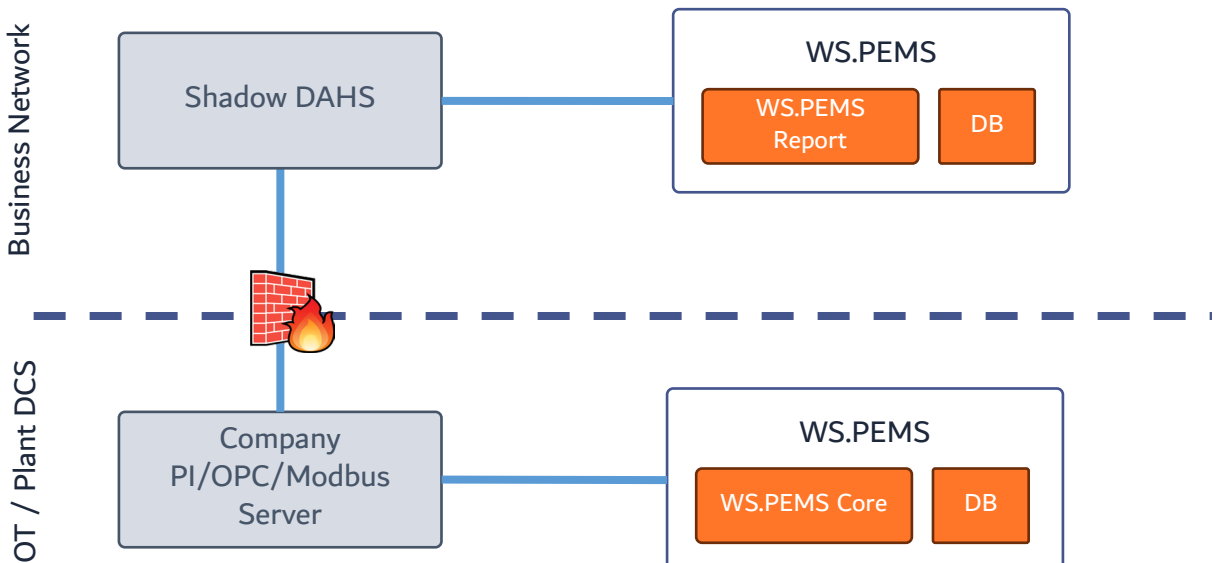 Business Network
Shadow DAHS
WS.PEMS
WS.PEMS
Report
DB
OT / Plant DCS
Company
PI/OPC/Modbus
Server
WS.PEMS
WS.PEMS Core
DB